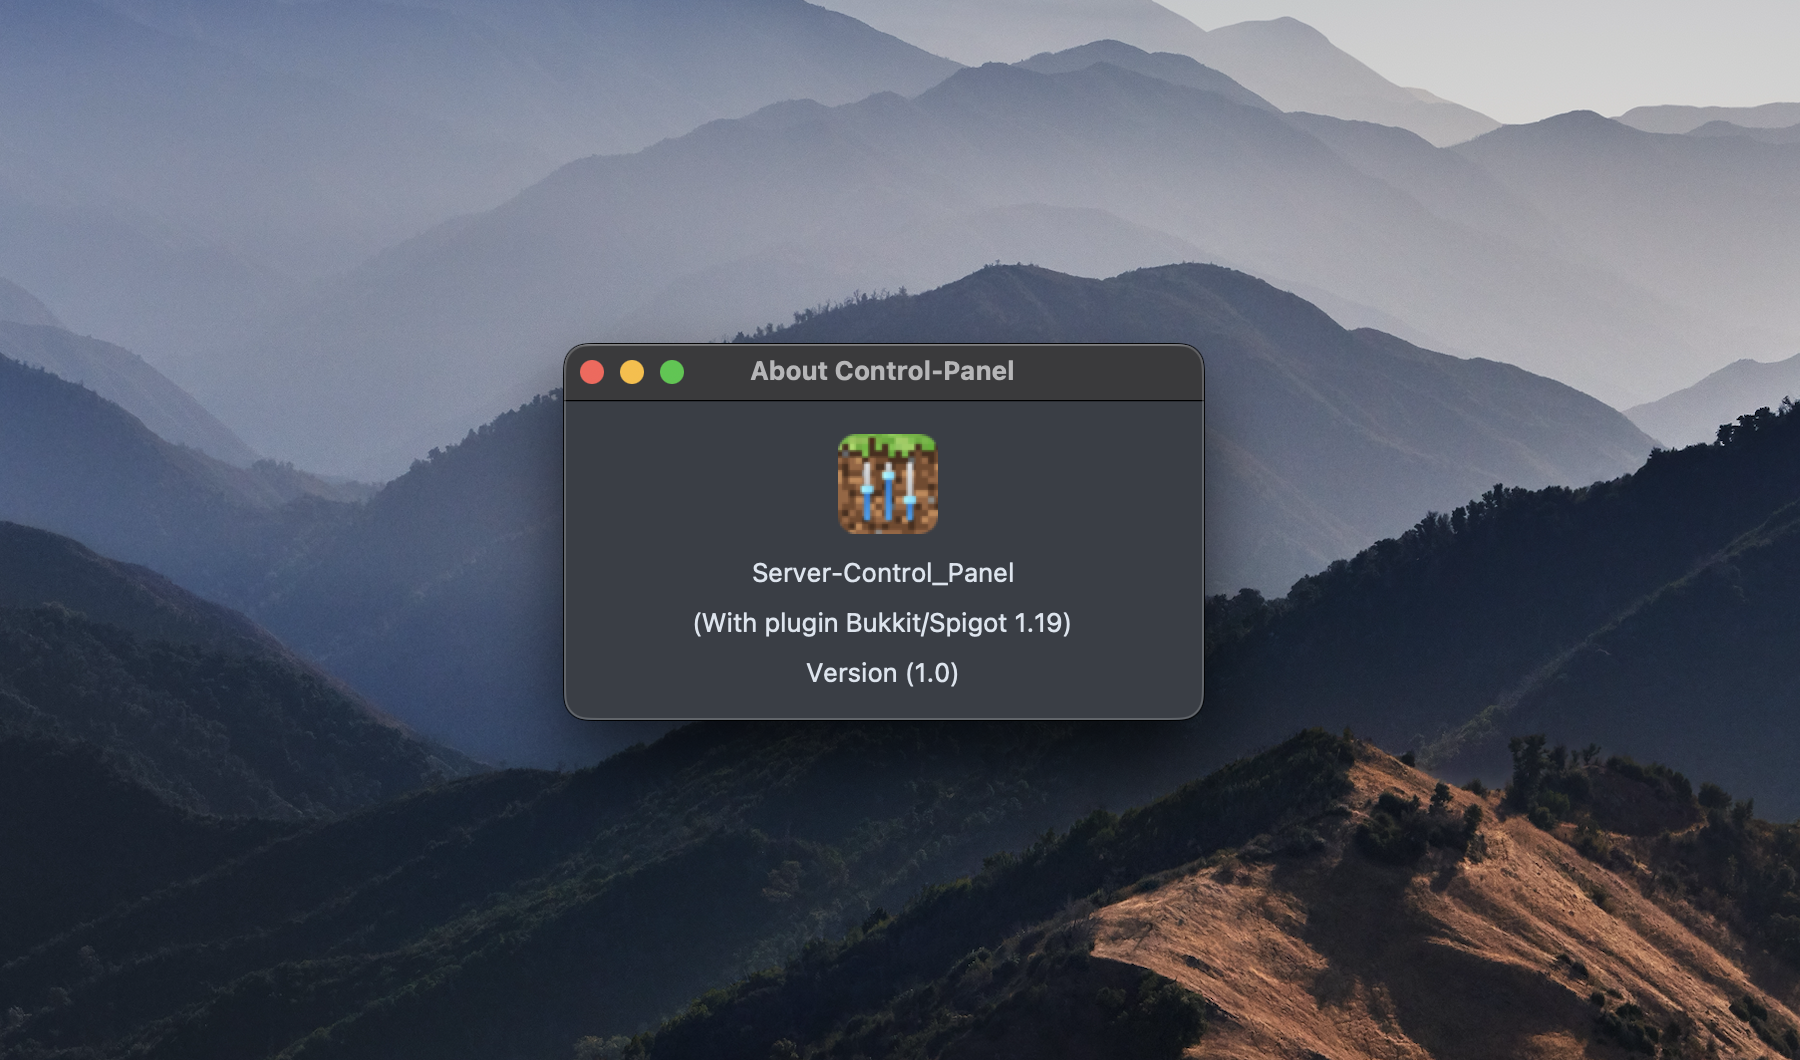 About Control-Panel
Server-Control_Panel
(With plugin Bukkit/Spigot 1.19)
Version (1.0)